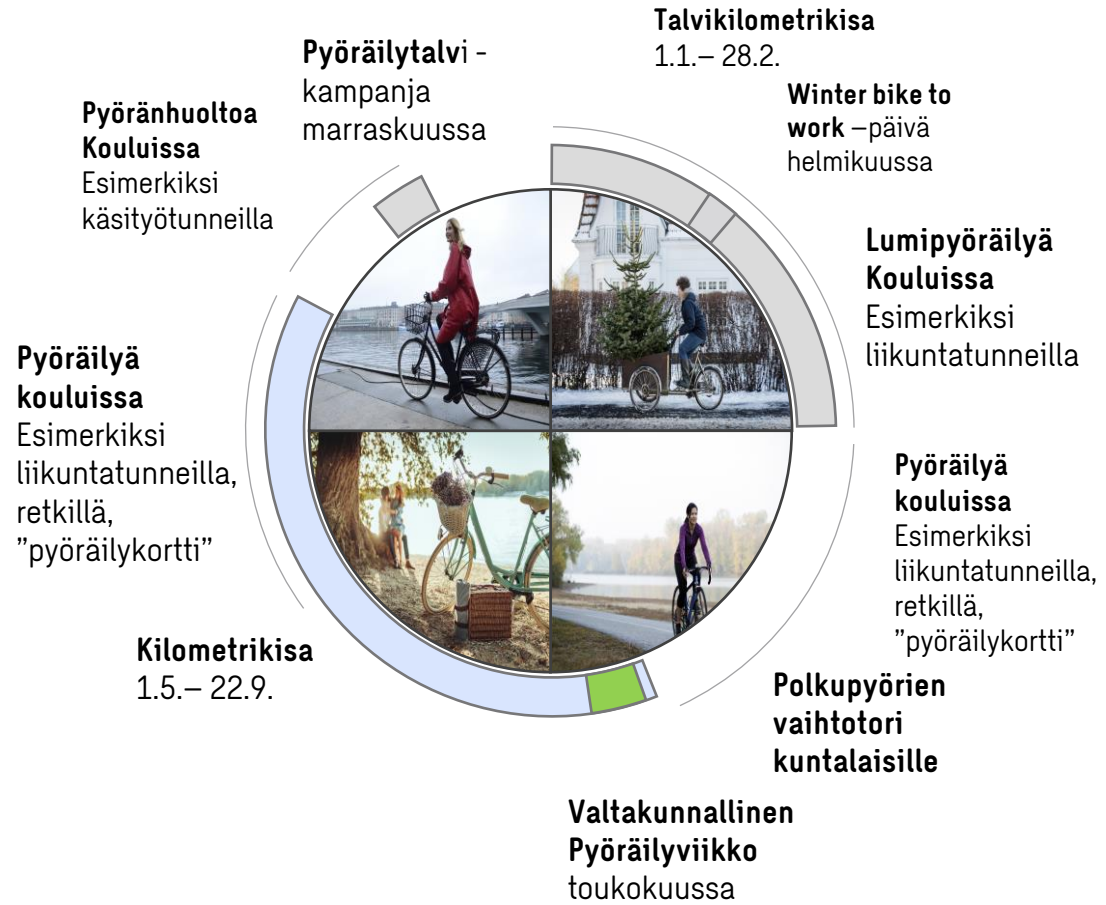 Talvikilometrikisa
1.1.– 28.2.
Winter bike to
work –päivä
helmikuussa
Lumipyöräilyä
Kouluissa
Esimerkiksi
liikuntatunneilla
Pyöräilyä
kouluissa
Esimerkiksi
liikuntatunneilla,
retkillä,
”pyöräilykortti”
Polkupyörien
vaihtotori
kuntalaisille
Valtakunnallinen
Pyöräilyviikko
toukokuussa
Kilometrikisa
1.5.– 22.9.
Pyöräilyä
kouluissa
Esimerkiksi
liikuntatunneilla,
retkillä,
”pyöräilykortti”
Pyöränhuoltoa
Kouluissa
Esimerkiksi
käsityötunneilla
Pyöräilytalvi -
kampanja
marraskuussa